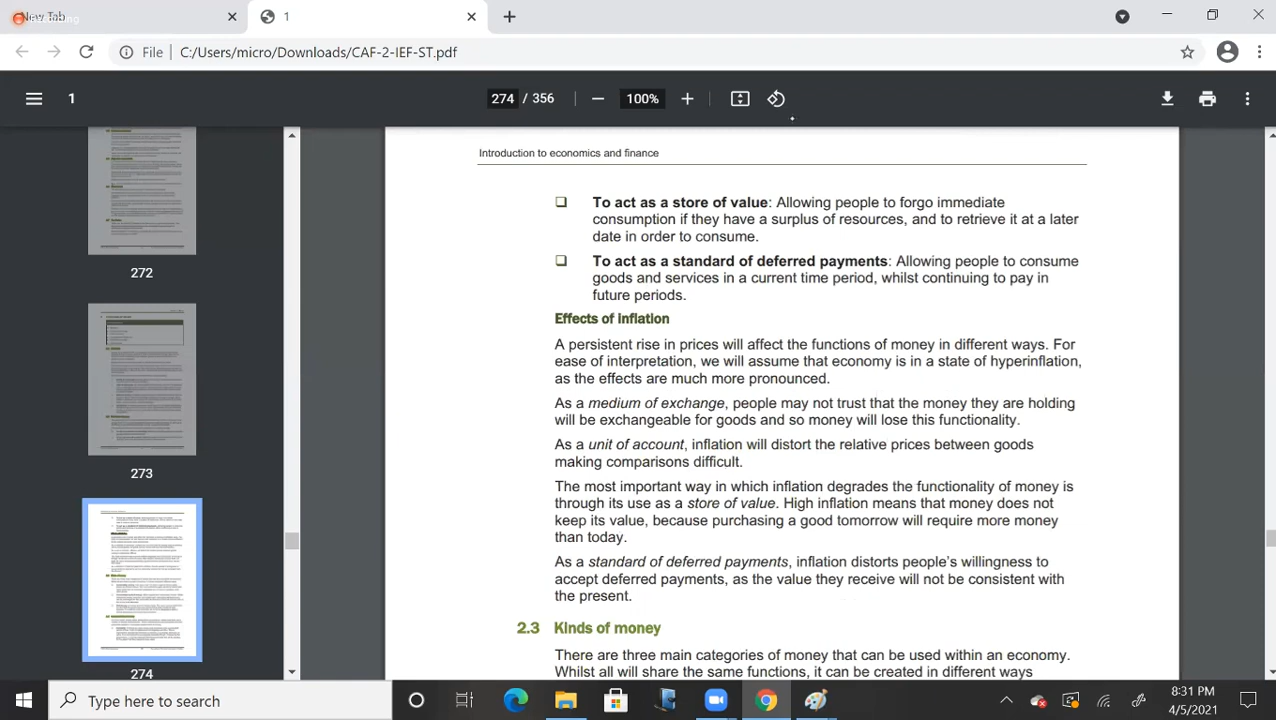 New Tab
1
File C:/Users/micro/Downloads/CAF-2-IEF-ST.pdf
1
274 / 356
100%
272
273
274
Introduction to economics and finance
To act as a store of value: Allowing people to forgo immediate
consumption if they have a surplus of resources, and to retrieve it at a later
date in order to consume.
To act as a standard of deferred payments: Allowing people to consume
goods and services in a current time period, whilst continuing to pay in
future periods.
Effects of inflation
A persistent rise in prices will affect the functions of money in different ways. For
ease of interpretation, we will assume that economy is in a state of hyperinflation,
as the effects are much more pronounced.
As a medium of exchange, people may not trust that the money they are holding
will be exchangeable for goods and so money will lose this functionality.
As a unit of account, inflation will distort the relative prices between goods
making comparisons difficult.
The most important way in which inflation degrades the functionality of money is
through its use as a store of value. High inflation means that money does not
keep its value, because purchasing a good tomorrow will require more money
than today.
As a standard of deferred payments, inflation distorts people's willingness to
accept deferred payments, as the value they receive will not be consistent with
the present.
2.3 Kinds of money
There are three main categories of money that can be used within an economy.
Whilst all will share the same functions, it can be created in different ways
Type here to search
8:31 PM
4/5/2021